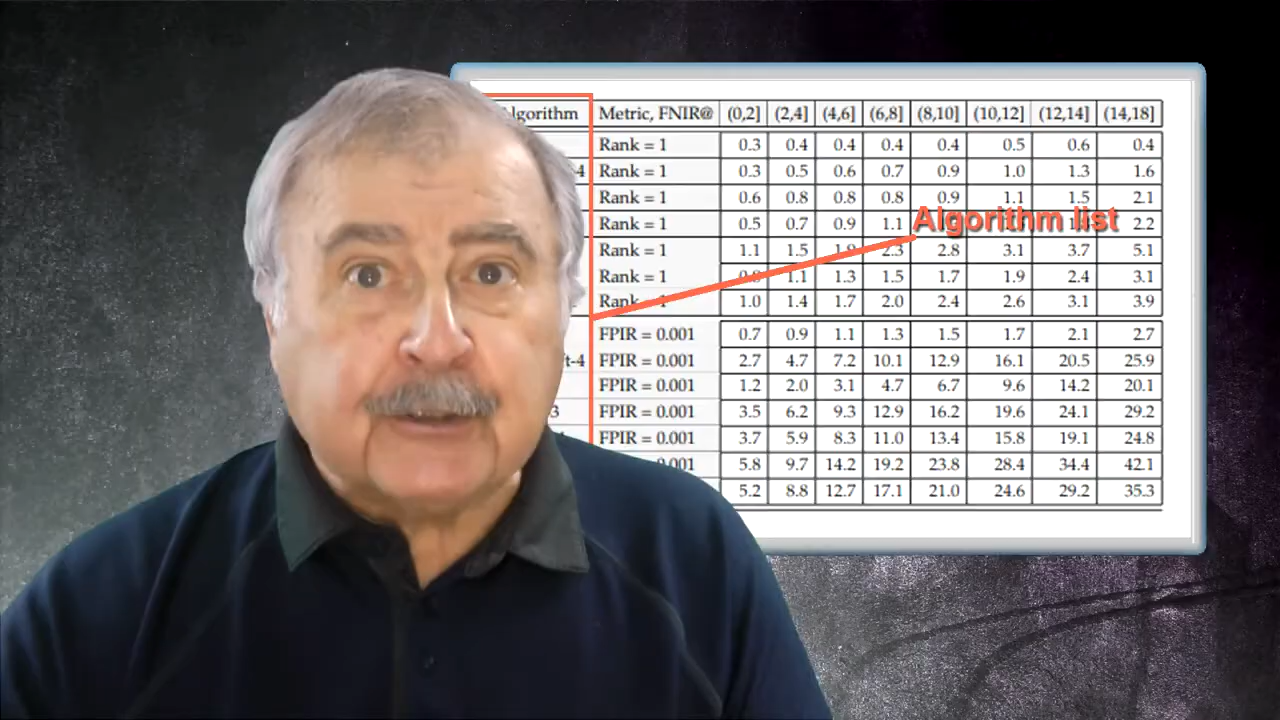 Algorithm Metric, FNIR@ (0,2] (2,4] (4,6] (6,8] (8,10] (10,12] (12,14] (14,18]
Rank = 1 0.3 0.4 0.4 0.4 0.4 0.5 0.6 0.4
4 Rank = 1 0.3 0.5 0.6 0.7 0.9 1.0 1.3 1.6
Rank = 1 0.6 0.8 0.8 0.8 0.9 1.1 1.5 2.1
Algorithm list
Rank = 1 0.5 0.7 0.9 1.1 2.2
Rank = 1 1.1 1.5 1.9 2.3 2.8 3.1 3.7 5.1
Rank = 1 1.1 1.3 1.5 1.7 1.9 2.4 3.1
Rank = 1 1.0 1.4 1.7 2.0 2.4 2.6 3.1 3.9
FPIR = 0.001 0.7 0.9 1.1 1.3 1.5 1.7 2.1 2.7
ft-4 FPIR = 0.001 2.7 4.7 7.2 10.1 12.9 16.1 20.5 25.9
FPIR = 0.001 1.2 2.0 3.1 4.7 6.7 9.6 14.2 20.1
3 FPIR = 0.001 3.5 6.2 9.3 12.9 16.2 19.6 24.1 29.2
FPIR = 0.001 3.7 5.9 8.3 11.0 13.4 15.8 19.1 24.8
0.001 5.8 9.7 14.2 19.2 23.8 28.4 34.4 42.1
5.2 8.8 12.7 17.1 21.0 24.6 29.2 35.3